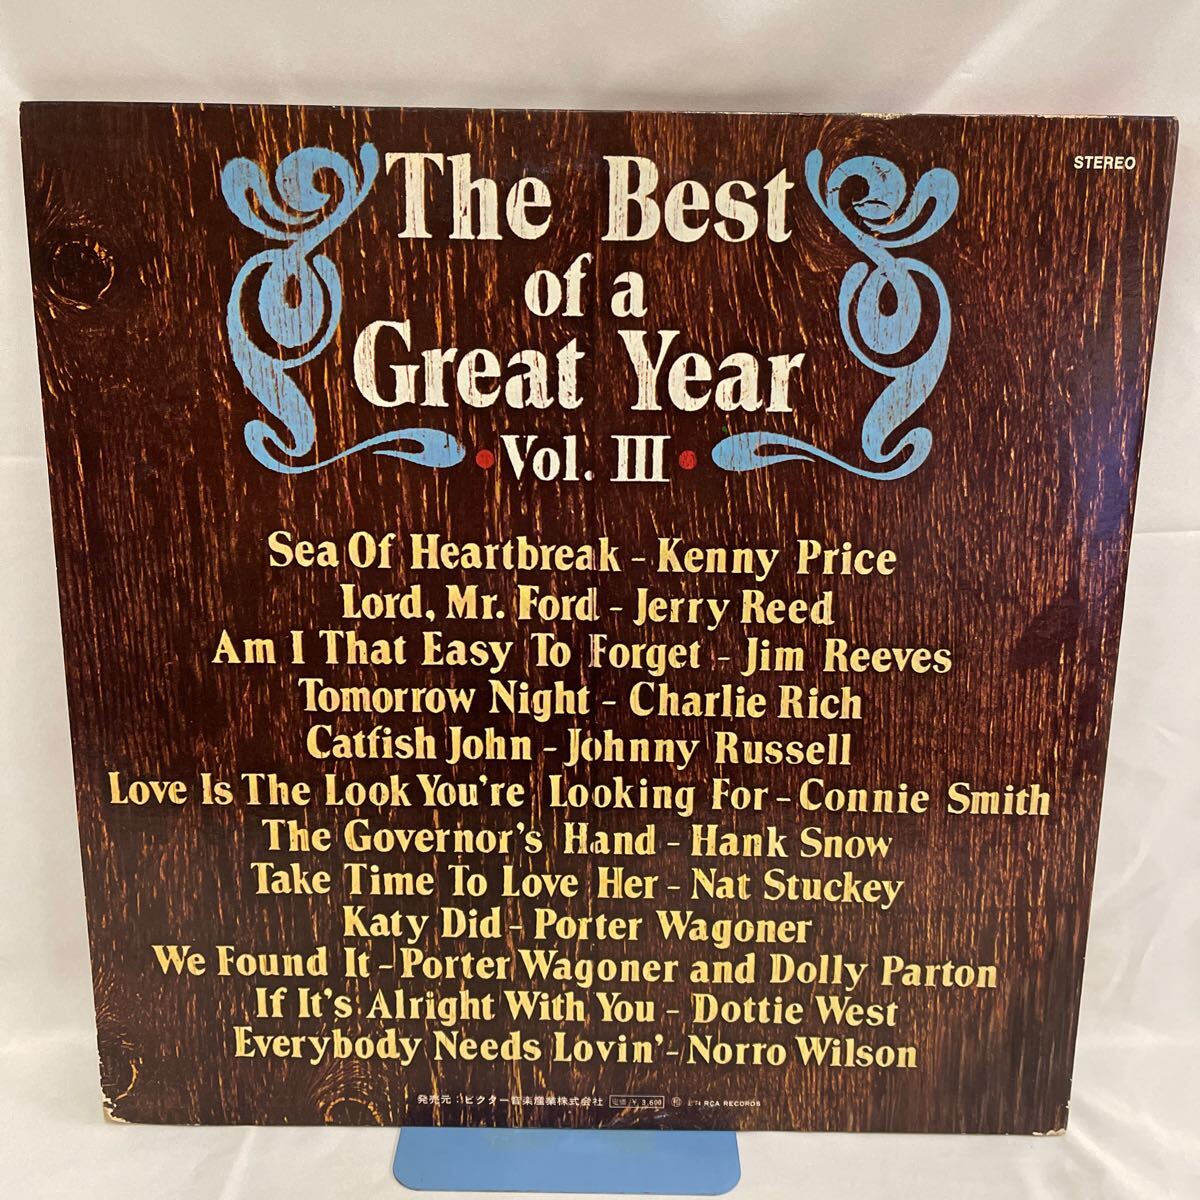 STEREO
The Best
of a
Great Year
• Vol. III •
Sea Of Heartbreak - Kenny Price
Lord, Mr. Ford - Jerry Reed
Am I That Easy To Forget - Jim Reeves
Tomorrow Night - Charlie Rich
Catfish John - Johnny Russell
Love Is The Look You're Looking For - Connie Smith
The Governor's Hand - Hank Snow
Take Time To Love Her - Nat Stuckey
Katy Did - Porter Wagoner
We Found It - Porter Wagoner and Dolly Parton
If It's Alright With You - Dottie West
Everybody Needs Lovin' - Norro Wilson
発売元：ビクター音楽産業株式会社 定価 ¥3,600 RCA RECORDS